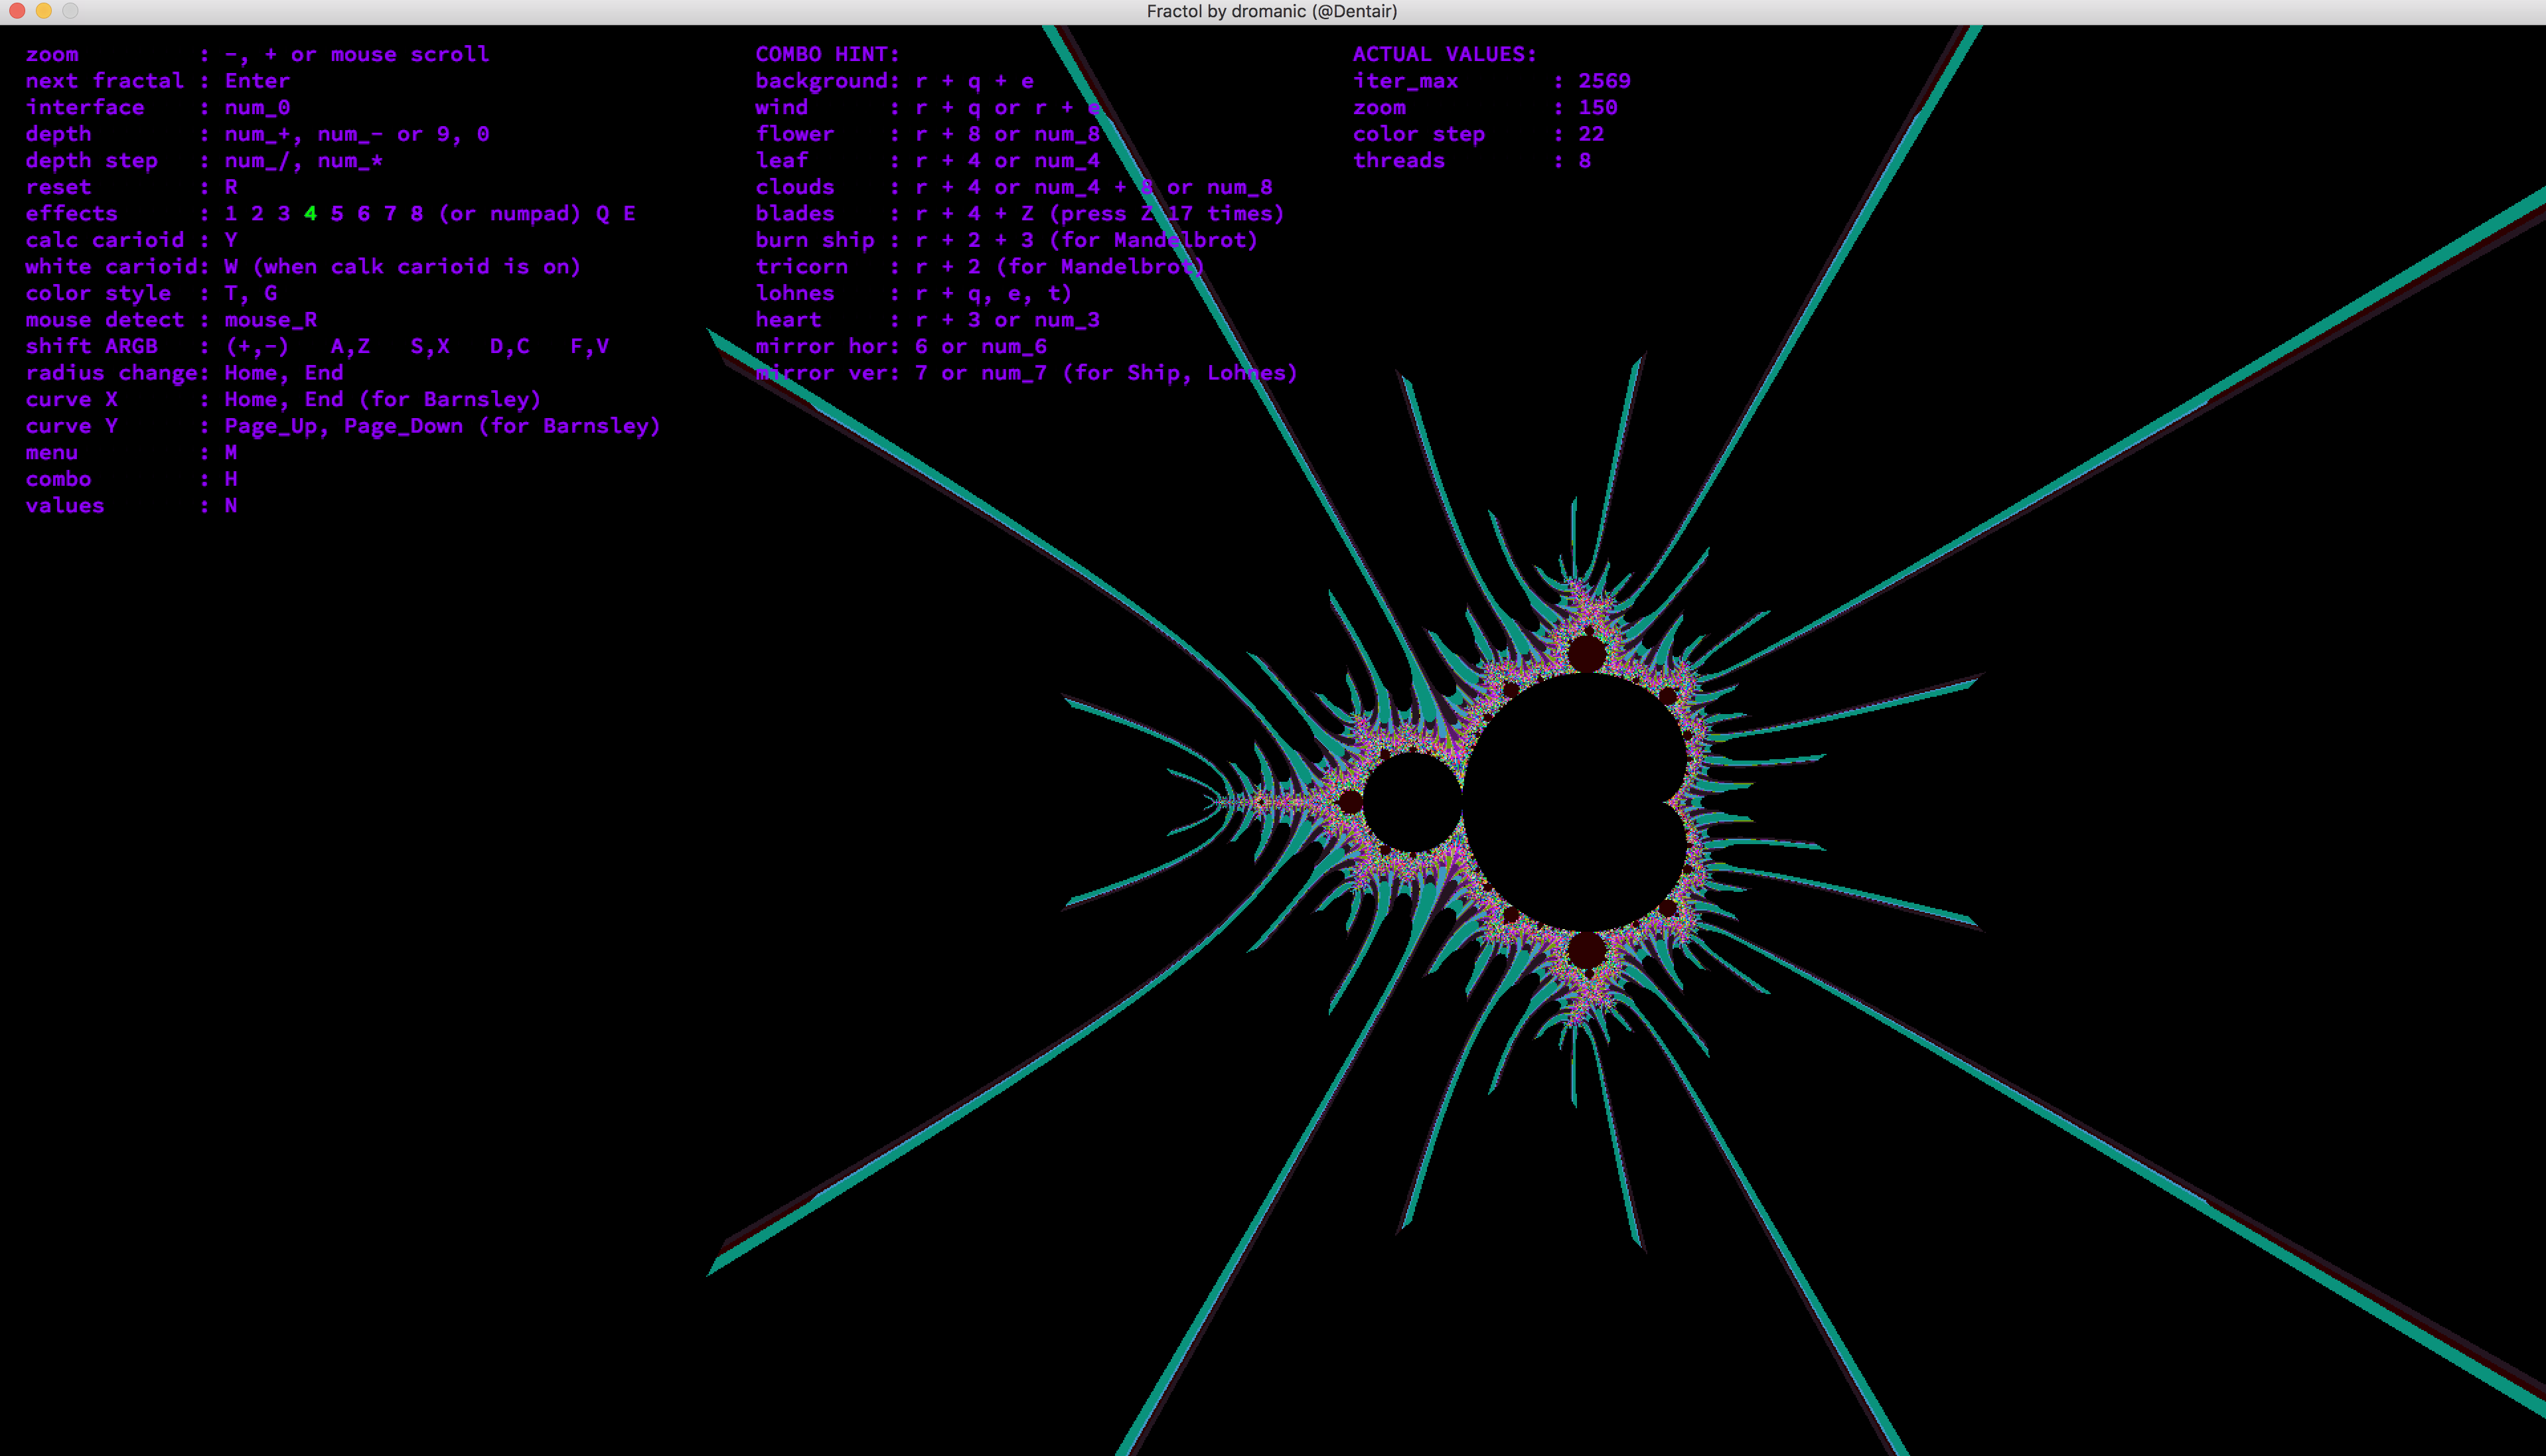 Fractol by dromanic (@Dentair)
zoom : -, + or mouse scroll
next fractal : Enter
interface : num_0
depth : num_+, num_- or 9, 0
depth step : num_/, num_*
reset : R
effects : 1 2 3 4 5 6 7 8 (or numpad) Q E
calc carioid : Y
white carioid: W (when calk carioid is on)
color style : T, G
mouse detect : mouse_R
shift ARGB : (+,-) A,Z S,X D,C F,V
radius change: Home, End
curve X : Home, End (for Barnsley)
curve Y : Page_Up, Page_Down (for Barnsley)
menu : M
combo : H
values : N
COMBO HINT:
background: r + q + e
wind : r + q or r + e
flower : r + 8 or num_8
leaf : r + 4 or num_4
clouds : r + 4 or num_4 + 8 or num_8
blades : r + 4 + Z (press Z 17 times)
burn ship : r + 2 + 3 (for Mandelbrot)
tricorn : r + 2 (for Mandelbrot)
lohnes : r + q, e, t)
heart : r + 3 or num_3
mirror hor: 6 or num_6
mirror ver: 7 or num_7 (for Ship, Lohnes)
ACTUAL VALUES:
iter_max : 2569
zoom : 150
color step : 22
threads : 8